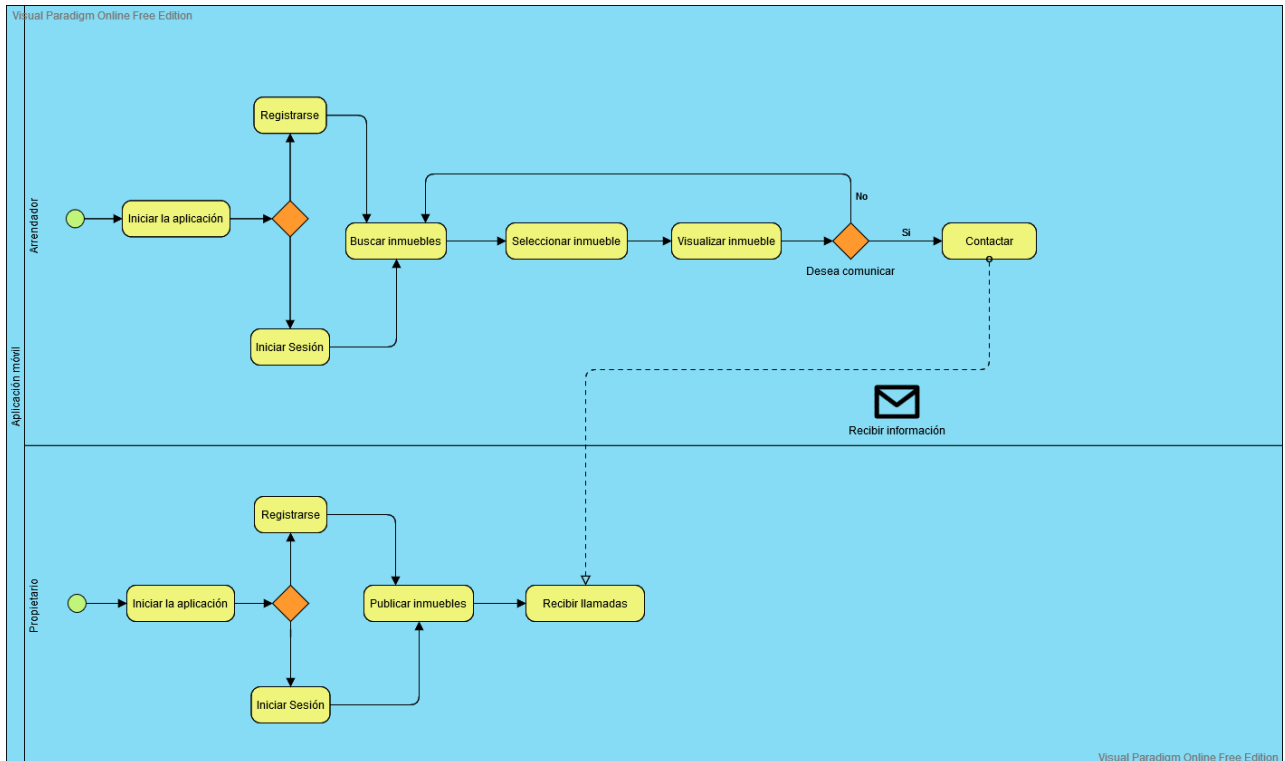 Visual Paradigm Online Free Edition
Aplicación móvil
Arrendador
Iniciar la aplicación
Registrarse
Iniciar Sesión
Buscar inmuebles
Seleccionar inmueble
Visualizar inmueble
Desea comunicar
No
Si
Contactar
Recibir información
Propietario
Iniciar la aplicación
Registrarse
Iniciar Sesión
Publicar inmuebles
Recibir llamadas
Visual Paradigm Online Free Edition